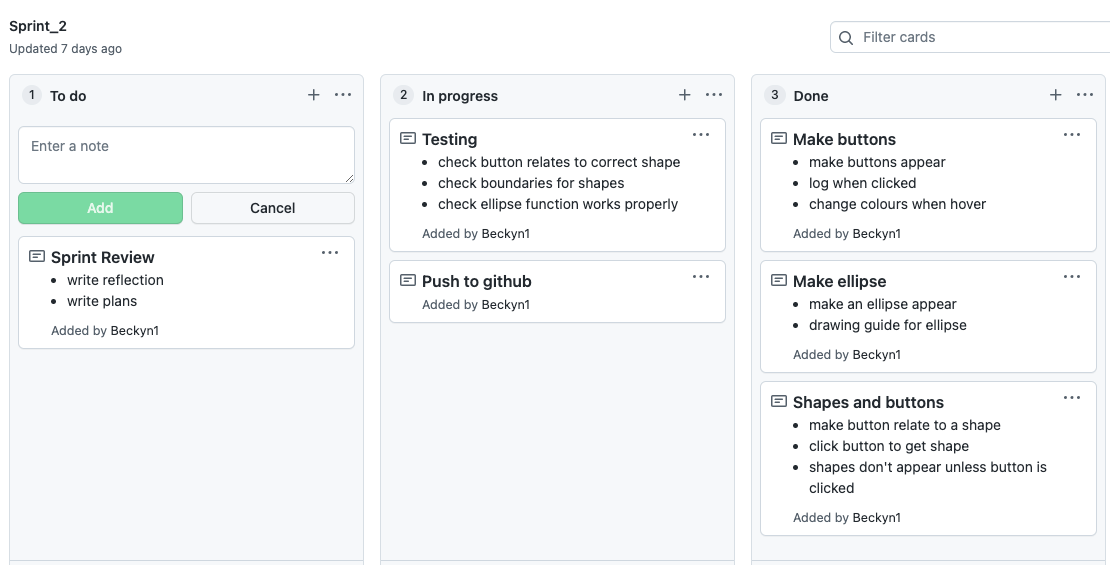 Sprint_2
Updated 7 days ago
Filter cards
1 To do
Enter a note
Add Cancel
Sprint Review
write reflection
write plans
Added by Beckyn1
2 In progress
Testing
check button relates to correct shape
check boundaries for shapes
check ellipse function works properly
Added by Beckyn1
Push to github
Added by Beckyn1
3 Done
Make buttons
make buttons appear
log when clicked
change colours when hover
Added by Beckyn1
Make ellipse
make an ellipse appear
drawing guide for ellipse
Added by Beckyn1
Shapes and buttons
make button relate to a shape
click button to get shape
shapes don't appear unless button is
clicked
Added by Beckyn1